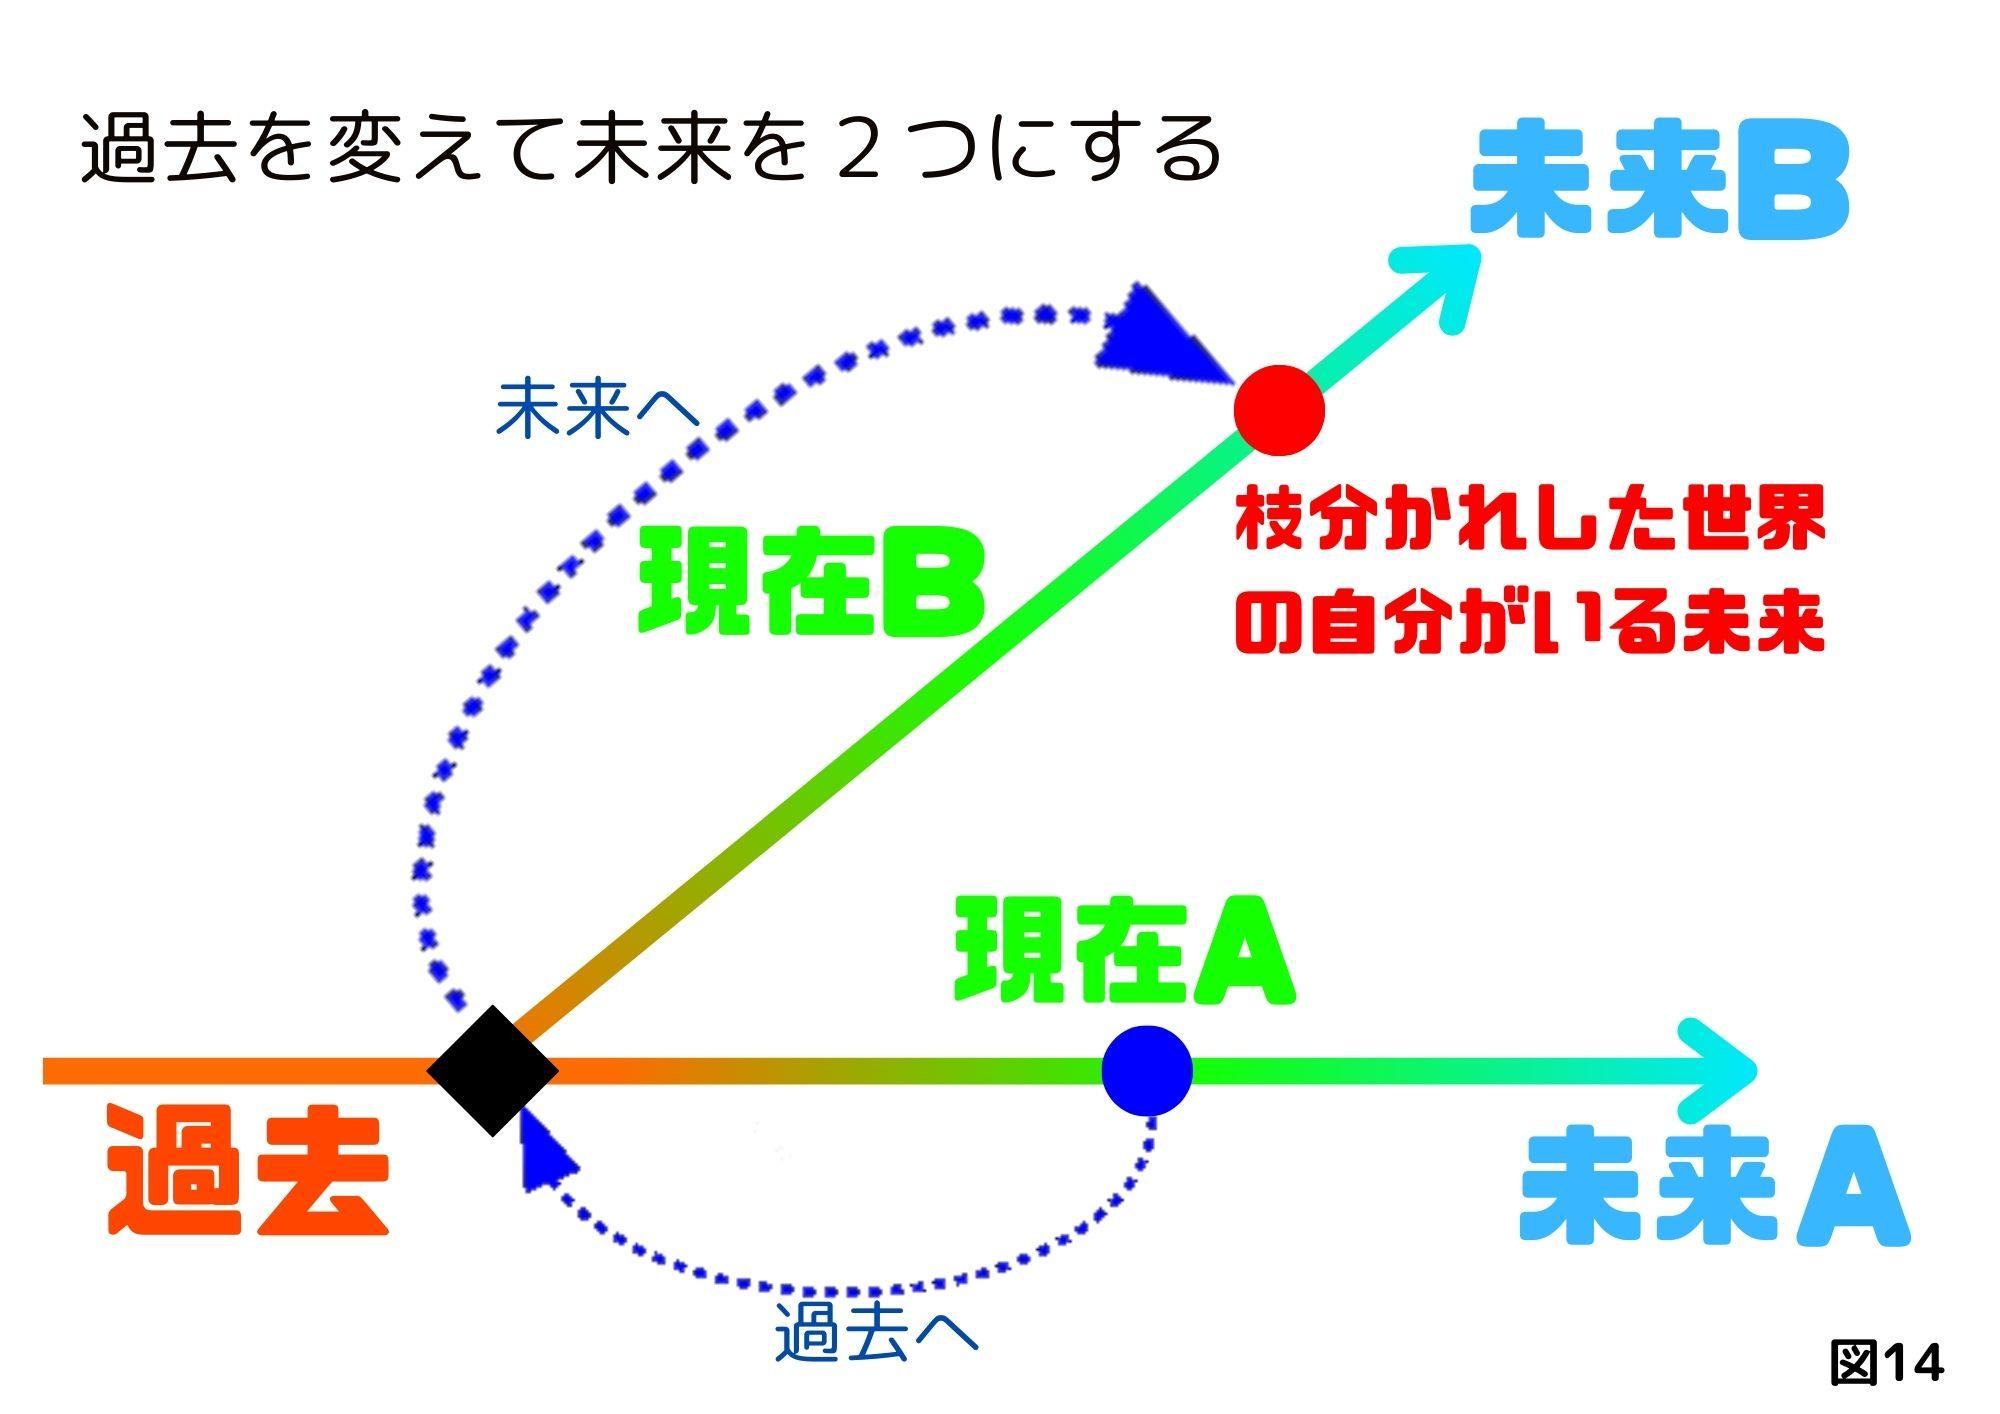 過去を変えて未来を２つにする
未来B
未来へ
現在B
枝分かれした世界
の自分がいる未来
現在A
過去
未来A
過去へ
図14